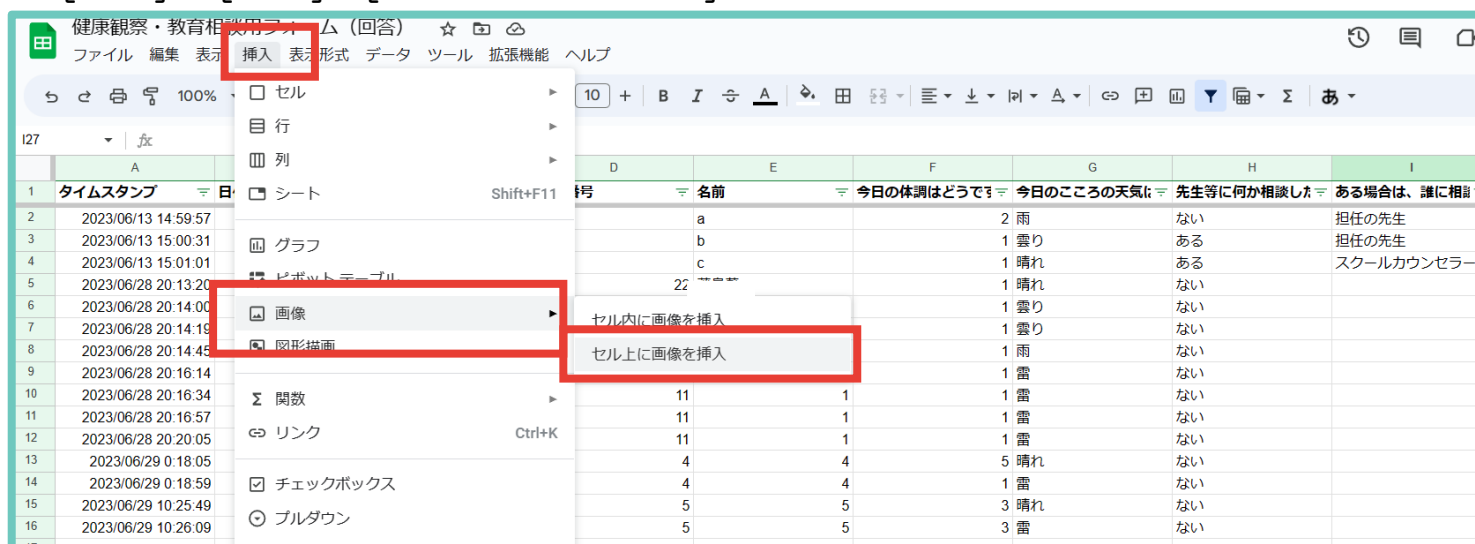 健康観察・教育相談用フォーム（回答）
ファイル 編集 表示 挿入 表示形式 データ ツール 拡張機能 ヘルプ
100% 10 + B I A あ
I27 fx
セル
行
列
シート Shift+F11
グラフ
ピボットテーブル
画像
図形描画
関数
リンク Ctrl+K
チェックボックス
プルダウン
セル内に画像を挿入
セル上に画像を挿入
A D E F G H I
1 タイムスタンプ 番号 名前 今日の体調はどうです 今日のこころの天気は 先生等に何か相談した ある場合は、誰に相談
2 2023/06/13 14:59:57 a 2 雨 ない 担任の先生
3 2023/06/13 15:00:31 b 1 雲り ある 担任の先生
4 2023/06/13 15:01:01 c 1 晴れ ある スクールカウンセラー
5 2023/06/28 20:13:20 22 1 晴れ ない
6 2023/06/28 20:14:00 1 雲り ない
7 2023/06/28 20:14:19 1 雲り ない
8 2023/06/28 20:14:45 1 雨 ない
9 2023/06/28 20:16:14 1 雷 ない
10 2023/06/28 20:16:34 11 1 1 雷 ない
11 2023/06/28 20:16:57 11 1 1 雷 ない
12 2023/06/28 20:20:05 11 1 1 雷 ない
13 2023/06/29 0:18:05 4 4 5 晴れ ない
14 2023/06/29 0:18:59 4 4 1 雷 ない
15 2023/06/29 10:25:49 5 5 3 晴れ ない
16 2023/06/29 10:26:09 5 5 3 雷 ない